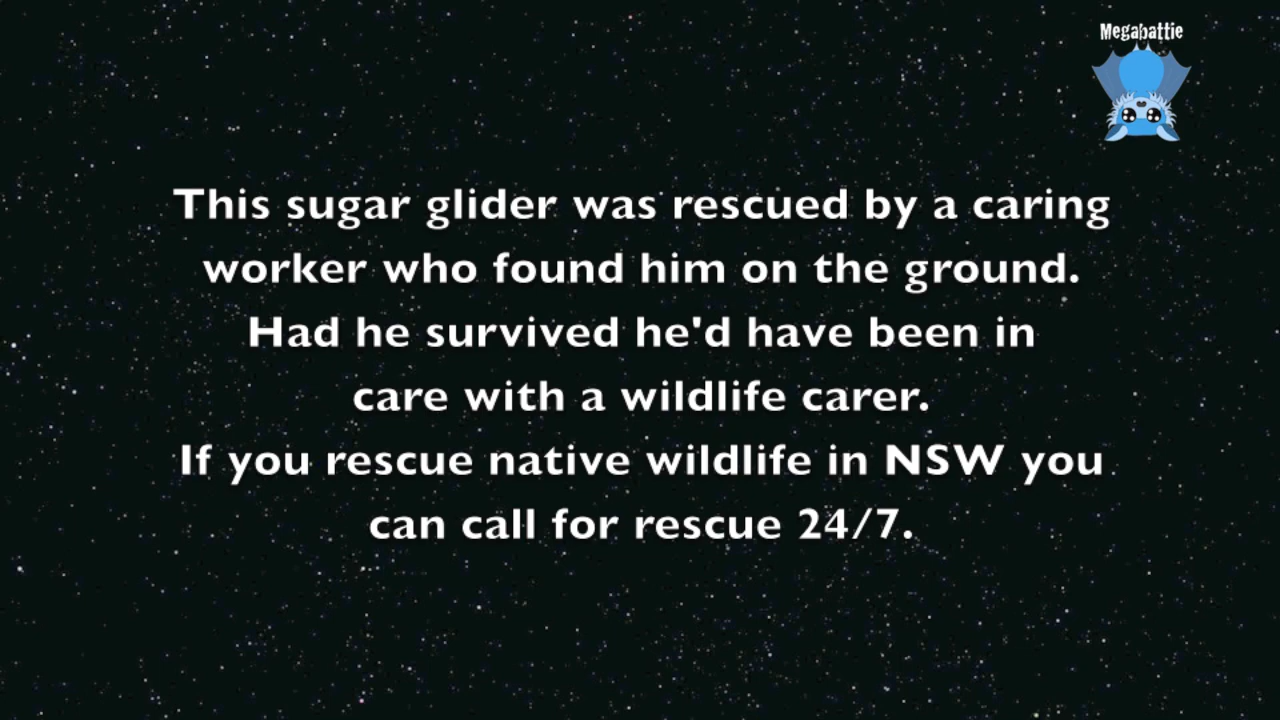 Megabattie
This sugar glider was rescued by a caring
worker who found him on the ground.
Had he survived he'd have been in
care with a wildlife carer.
If you rescue native wildlife in NSW you
can call for rescue 24/7.